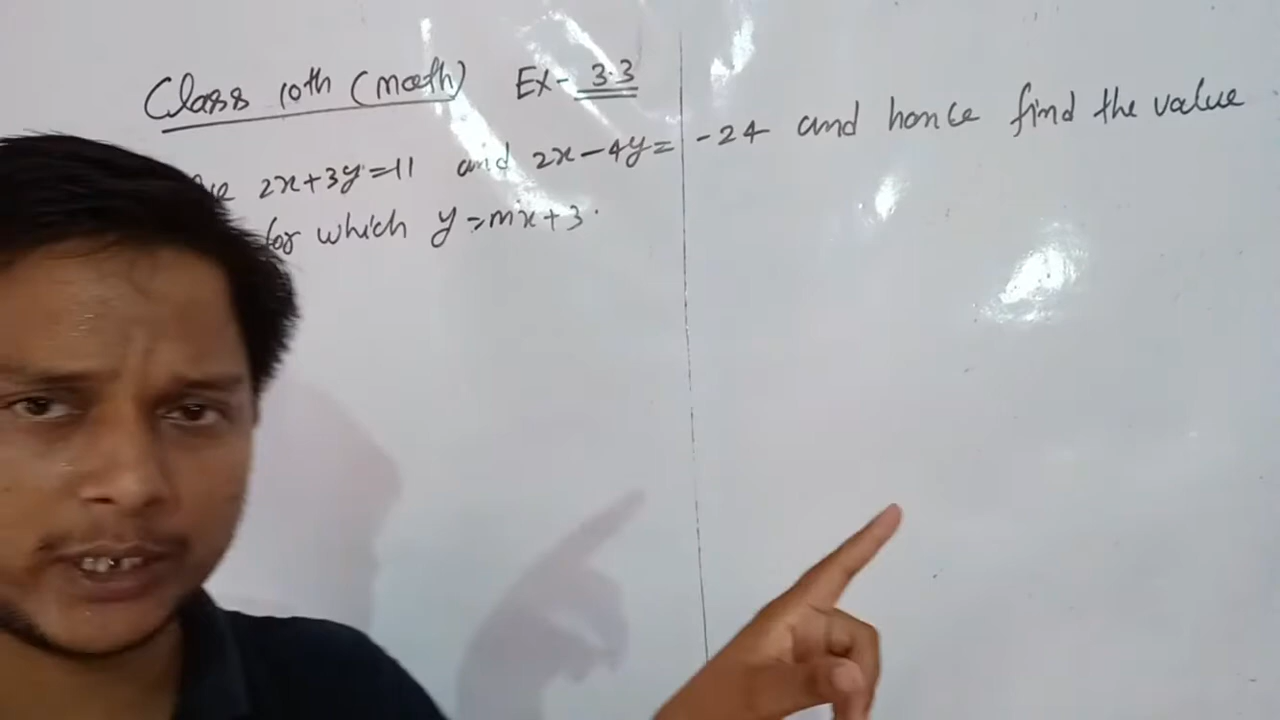 Class 10th (math) Ex- 3.3
2x+3y=11 and 2x-4y= -24 and hence find the value
for which y=mx+3.